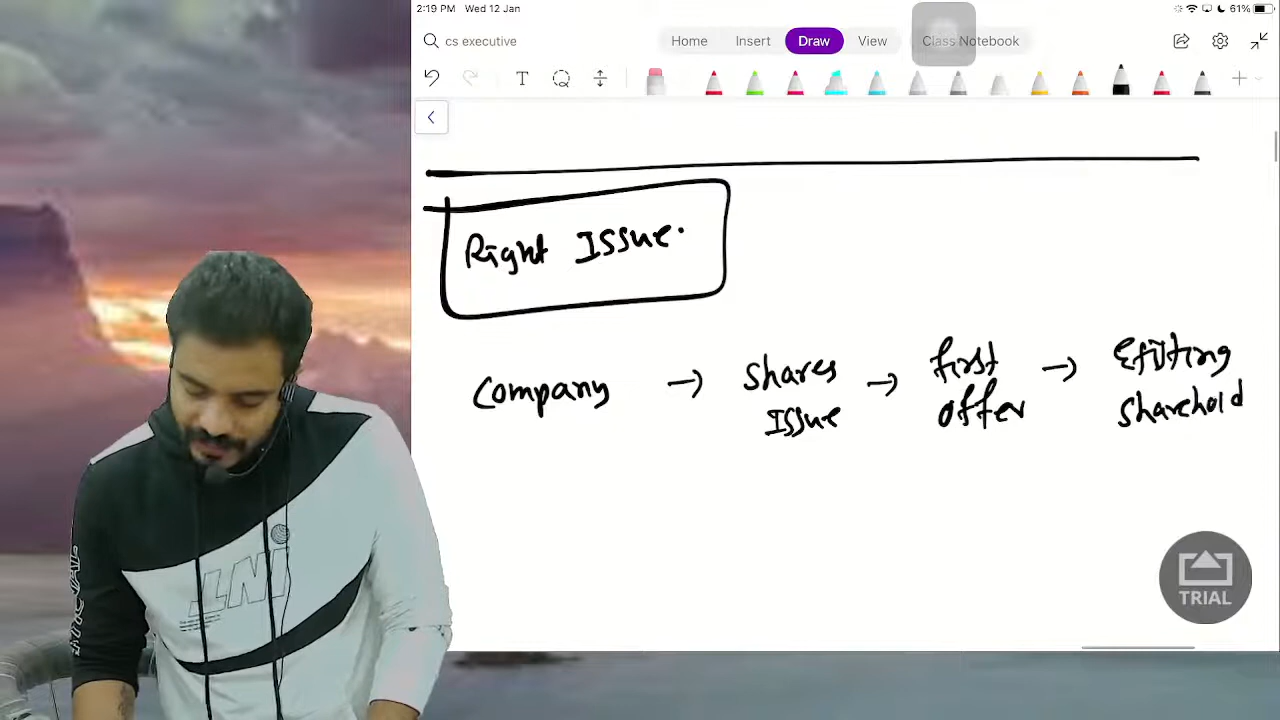 2:19 PM Wed 12 Jan
61%
cs executive
Home Insert Draw View Class Notebook
Right Issue.
Company → Shares Issue → first offer → Existing Sharehold
TRIAL